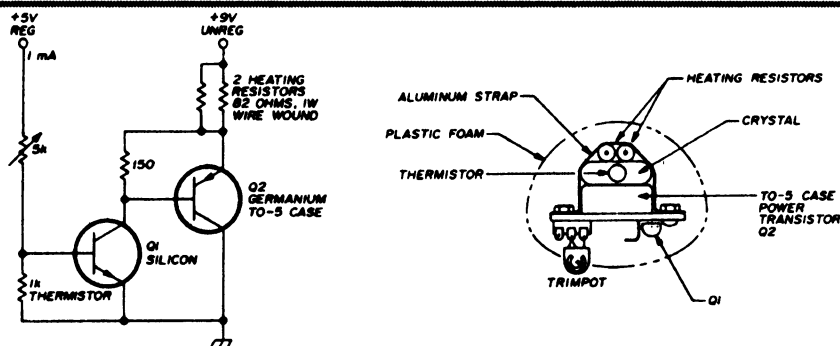 +5V
REG
1 mA
+9V
UNREG
2 HEATING
RESISTORS
82 OHMS, 1W
WIRE WOUND
5k
150
Q2
GERMANIUM
TO-5 CASE
Q1
SILICON
1k
THERMISTOR
HEATING RESISTORS
ALUMINUM STRAP
CRYSTAL
PLASTIC FOAM
THERMISTOR
TO-5 CASE
POWER
TRANSISTOR
Q2
TRIMPOT
Q1